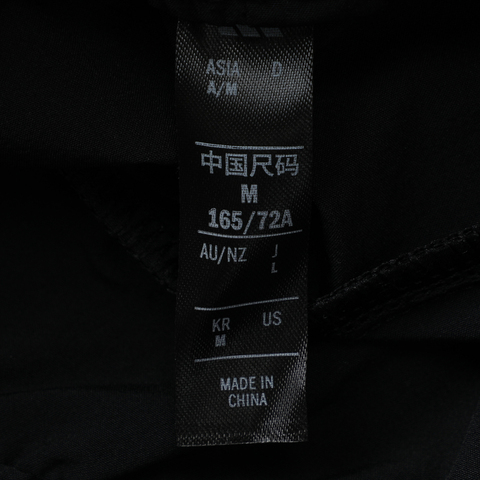 ASIA D
A/M
中国尺码
M
165/72A
AU/NZ J
L
KR US
M
MADE IN
CHINA